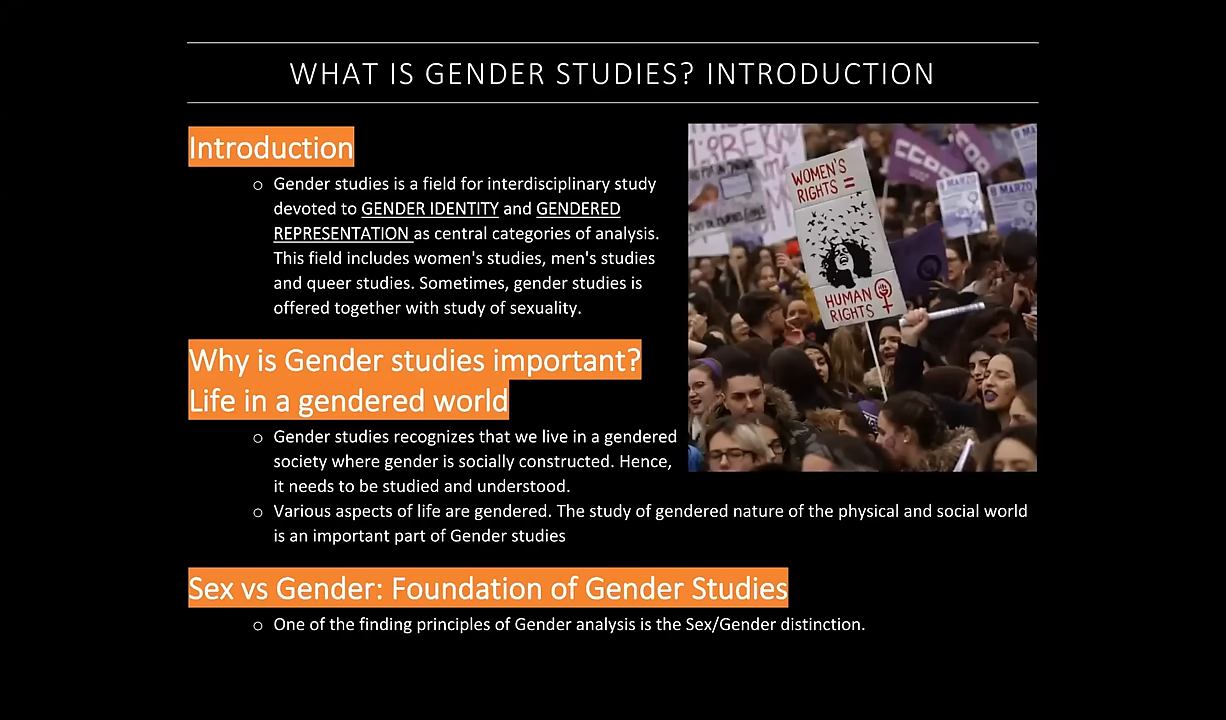 WHAT IS GENDER STUDIES? INTRODUCTION
Introduction
o Gender studies is a field for interdisciplinary study
devoted to GENDER IDENTITY and GENDERED
REPRESENTATION as central categories of analysis.
This field includes women's studies, men's studies
and queer studies. Sometimes, gender studies is
offered together with study of sexuality.
WOMEN'S
RIGHTS =
HUMAN
RIGHTS
8 MARZO
MARZO
Why is Gender studies important?
Life in a gendered world
o Gender studies recognizes that we live in a gendered
society where gender is socially constructed. Hence,
it needs to be studied and understood.
o Various aspects of life are gendered. The study of gendered nature of the physical and social world
is an important part of Gender studies
Sex vs Gender: Foundation of Gender Studies
o One of the finding principles of Gender analysis is the Sex/Gender distinction.